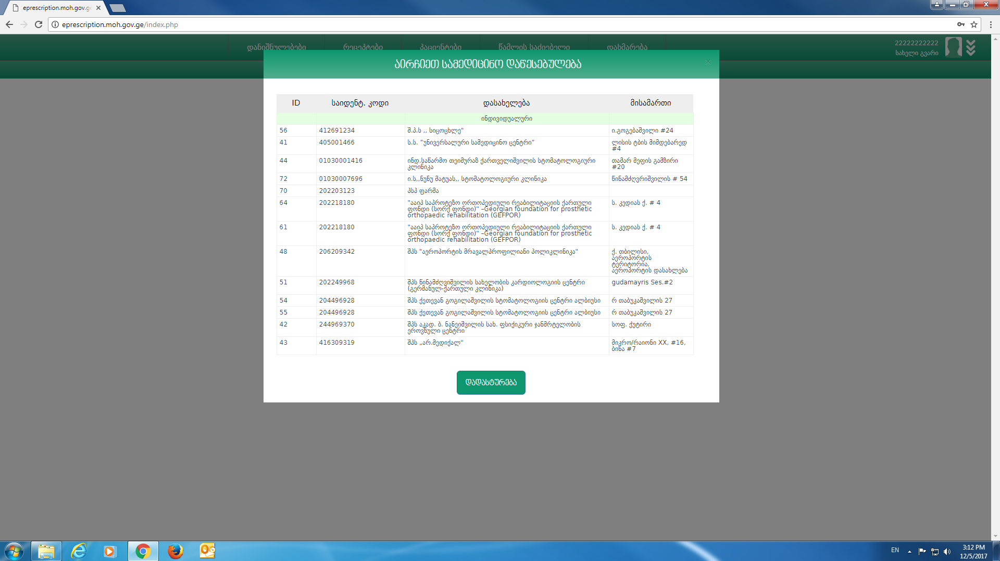 eprescription.moh.gov.ge
eprescription.moh.gov.ge/index.php
დანიშნულებები რეცეპტები პაციენტები წამლის საძიებელი დახმარება
22222222222
სახელი გვარი
აირჩიეთ სამედიცინო დაწესებულება
×
ID საიდენტ. კოდი დასახელება მისამართი
ინდივიდუალური
56 412691234 შ.პ.ს ,, სიცოცხლე" ი.გოგებაშვილი #24
41 405001466 ს.ს. "უნივერსალური სამედიცინო ცენტრი" ლისის ტბის მიმდებარედ
#4
44 01030001416 ინდ.საწარმო თეიმურაზ ქართველიშვილის სტომატოლოგიური თამარ მეფის გამზირი
კლინიკა #20
72 01030007696 ი.ს,,ნუნუ მატუას,, სტომატოლოგიური კლინიკა წინამძღვრიშვილის # 54
70 202203123 პსპ ფარმა
64 202218180 "ააიპ საპროტეზო ორთოპედიული რეაბილიტაციის ქართული ს. კედიას ქ. # 4
ფონდი (სორქ ფონდი)" –Georgian foundation for prosthetic
orthopaedic rehabilitation (GEFPOR)
61 202218180 "ააიპ საპროტეზო ორთოპედიული რეაბილიტაციის ქართული ს. კედიას ქ. # 4
ფონდი (სორქ ფონდი)" –Georgian foundation for prosthetic
orthopaedic rehabilitation (GEFPOR)
48 206209342 შპს "აეროპორტის მრავალპროფილიანი პოლიკლინიკა" ქ. თბილისი,
აეროპორტის
ტერიტორია,
აეროპორტის დასახლება
51 202249968 შპს წინამძღვიშვილის სახელობის კარდიოლოგიის ცენტრი gudamayris Ses.#2
(გერმანულ-ქართული კლინიკა)
54 204496928 შპს ქეთევან გოგილაშვილის სტომატოლოგიის ცენტრი ალბიუსი რ თაბუკაშვილის 27
55 204496928 შპს ქეთევან გოგილაშვილის სტომატოლოგიის ცენტრი ალბიუსი რ თაბუკაშვილის 27
42 244969370 შპს აკად. ბ. ნანეიშვილის სახ. ფსიქიკური ჯანმრტელობის სოფ. ქუტირი
ეროვნული ცენტრი
43 416309319 შპს „არ.მედიქალ“ მიკრო/რაიონი XX, #16,
ბინა #7
დადასტურება
EN
3:12 PM
12/5/2017